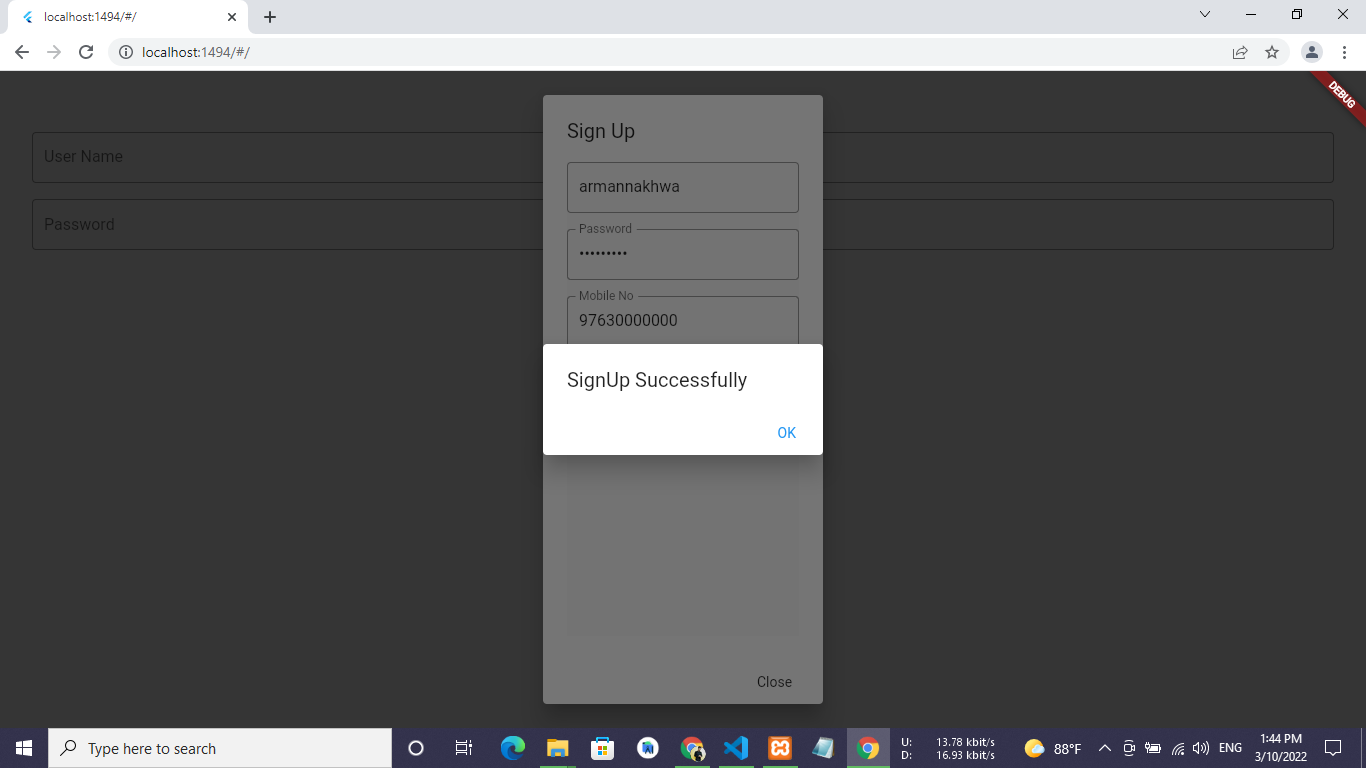 localhost:1494/#/
localhost:1494/#/
DEBUG
Sign Up
User Name
armannakhwa
Password
Password
•••••••••
Mobile No
97630000000
SignUp Successfully
OK
Close
Type here to search
U: 13.78 kbit/s
D: 16.93 kbit/s
88°F
ENG
1:44 PM
3/10/2022